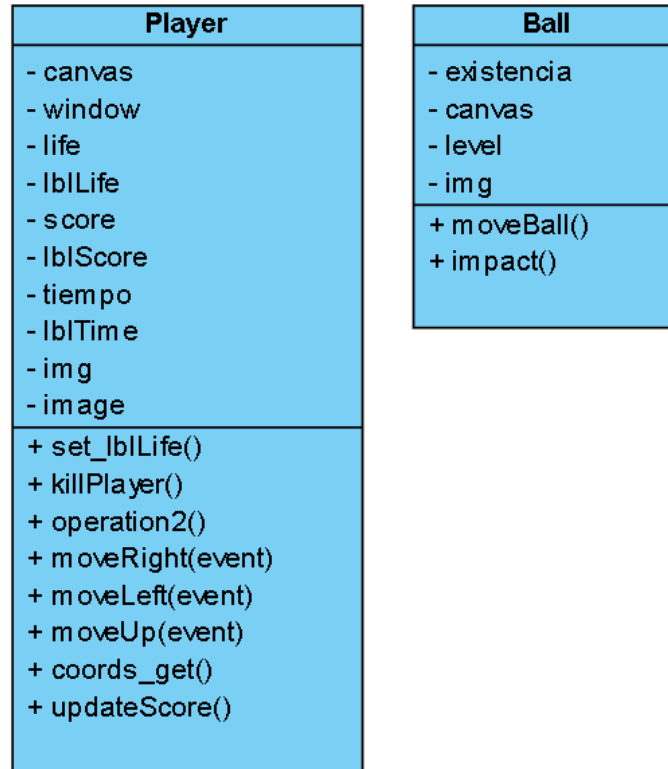 Player
- canvas
- window
- life
- lblLife
- score
- lblScore
- tiempo
- lblTime
- img
- image
+ set_lblLife()
+ killPlayer()
+ operation2()
+ moveRight(event)
+ moveLeft(event)
+ moveUp(event)
+ coords_get()
+ updateScore()
Ball
- existencia
- canvas
- level
- img
+ moveBall()
+ impact()